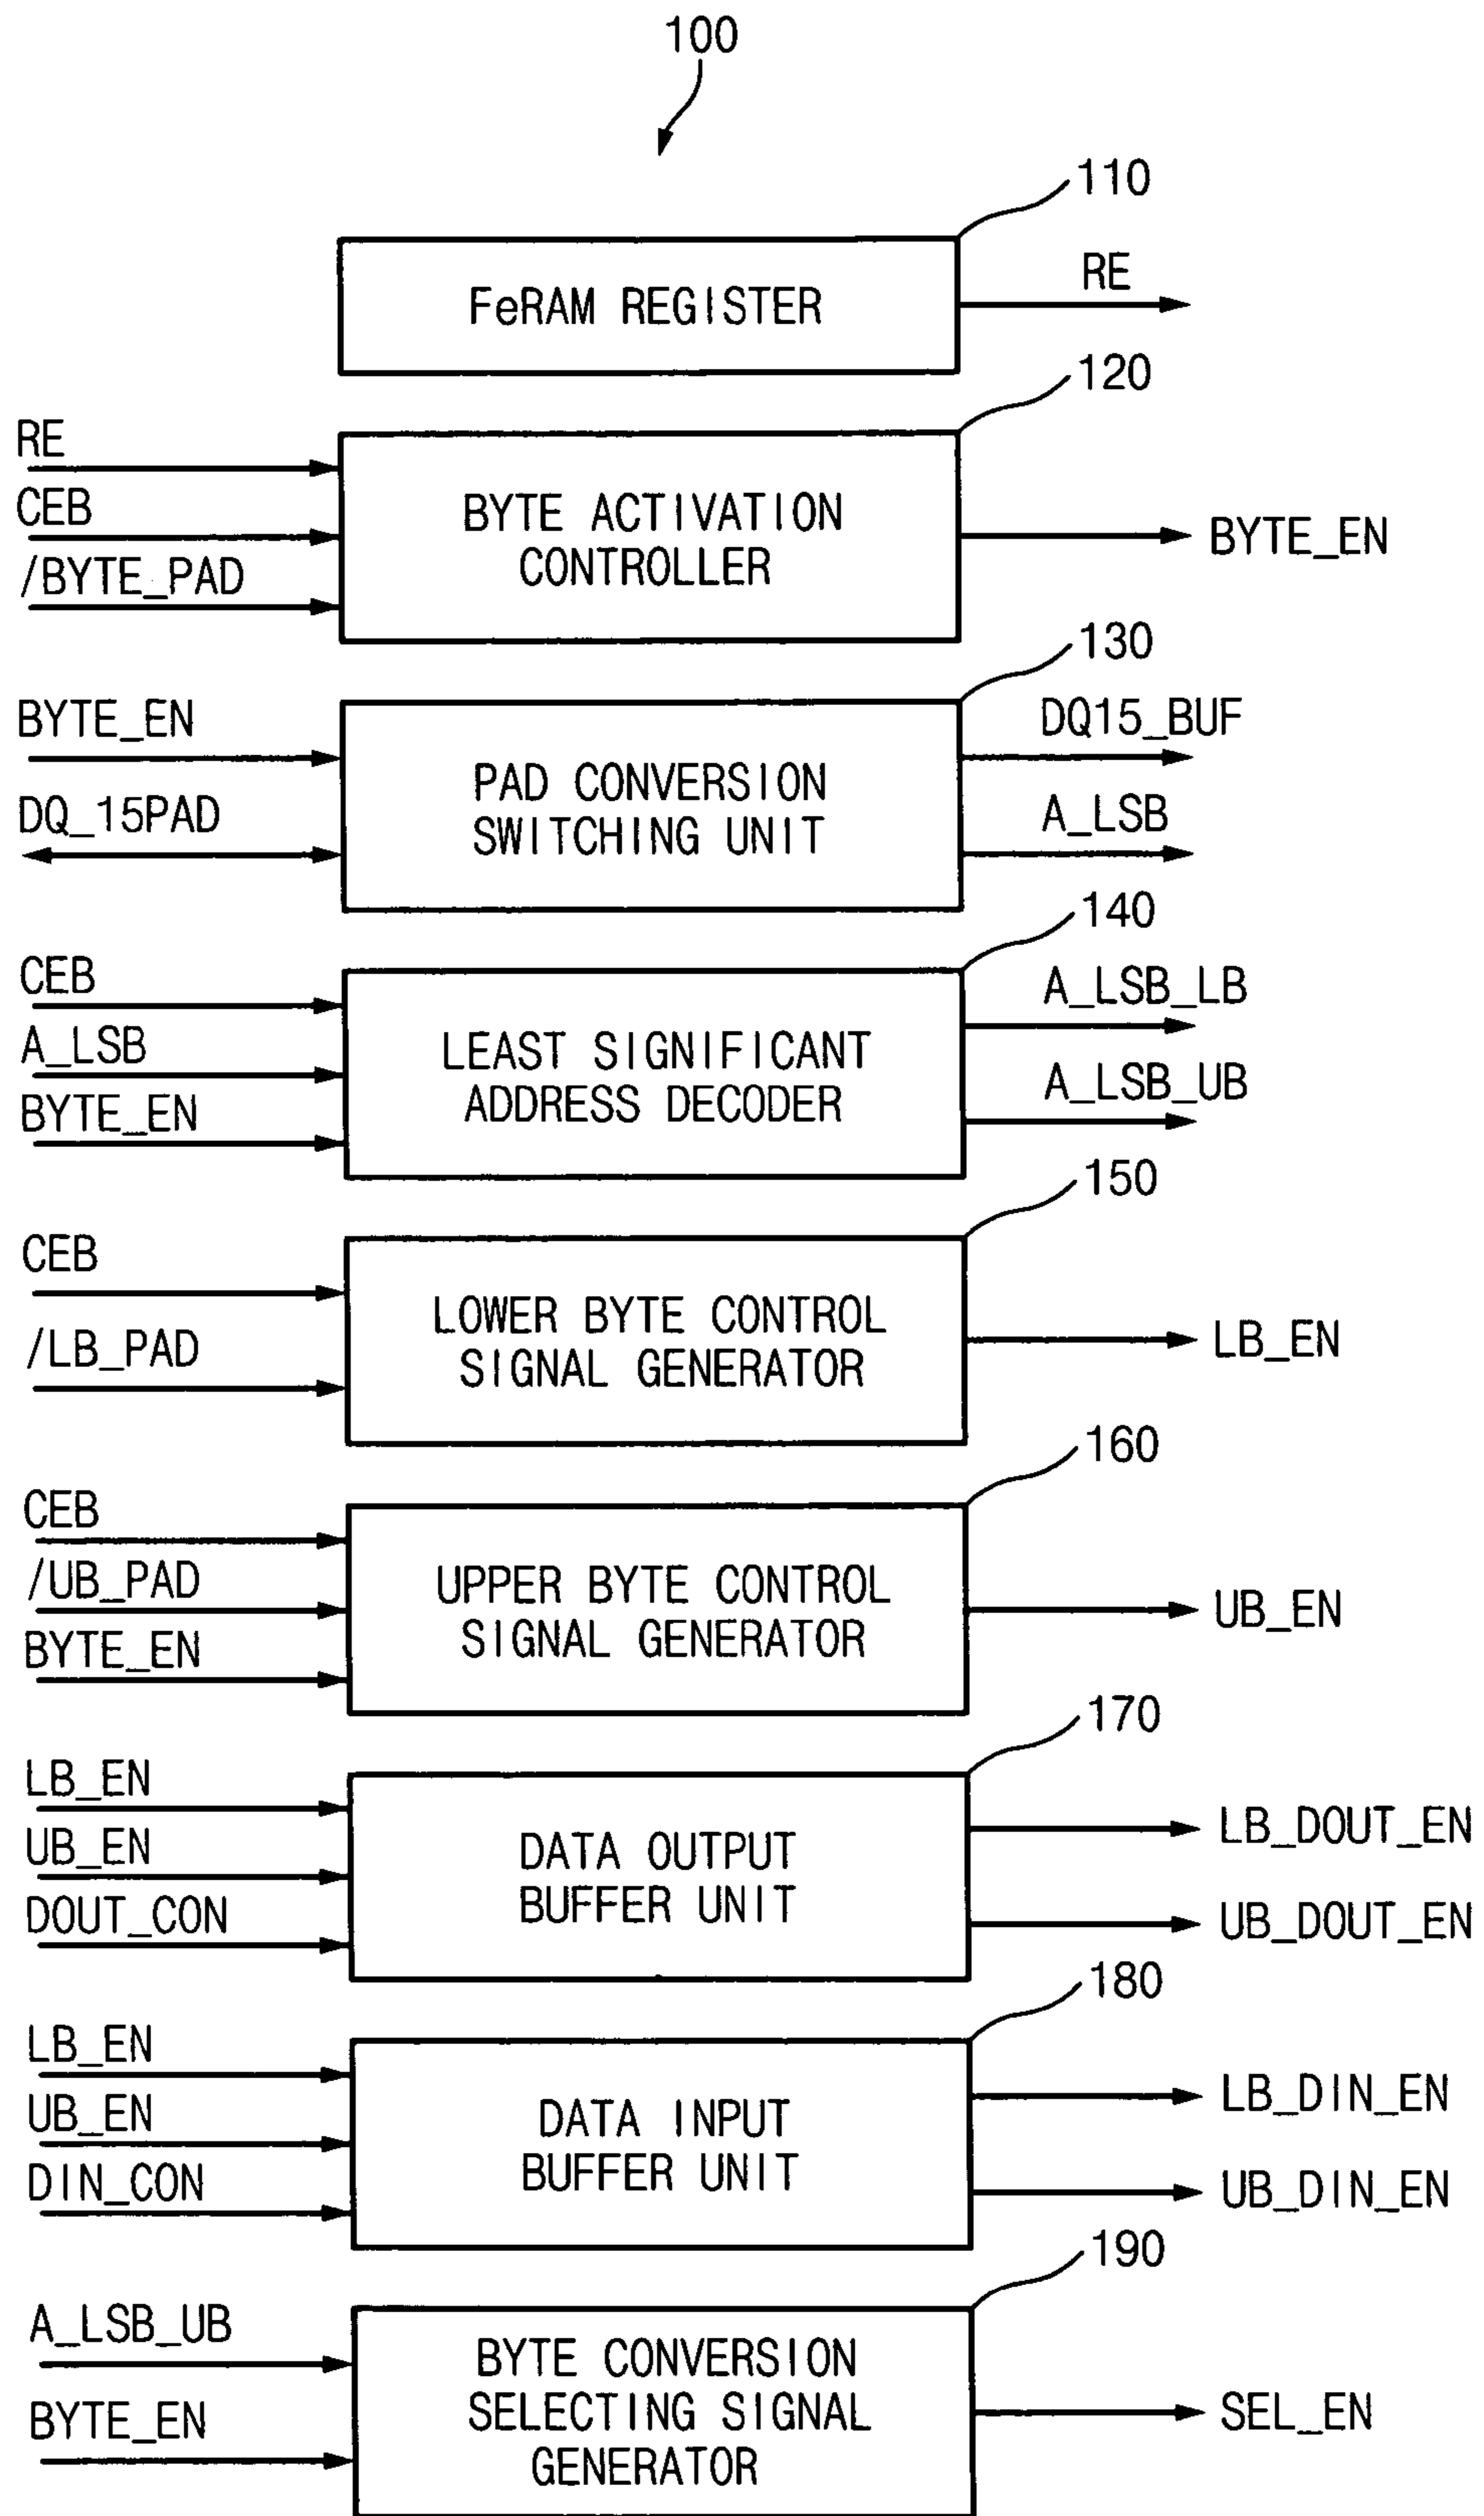 100
110
FeRAM REGISTER
RE
120
RE
CEB
/BYTE_PAD
BYTE ACTIVATION
CONTROLLER
BYTE_EN
130
BYTE_EN
DQ_15PAD
PAD CONVERSION
SWITCHING UNIT
DQ15_BUF
A_LSB
140
CEB
A_LSB
BYTE_EN
LEAST SIGNIFICANT
ADDRESS DECODER
A_LSB_LB
A_LSB_UB
150
CEB
/LB_PAD
LOWER BYTE CONTROL
SIGNAL GENERATOR
LB_EN
160
CEB
/UB_PAD
BYTE_EN
UPPER BYTE CONTROL
SIGNAL GENERATOR
UB_EN
170
LB_EN
UB_EN
DOUT_CON
DATA OUTPUT
BUFFER UNIT
LB_DOUT_EN
UB_DOUT_EN
180
LB_EN
UB_EN
DIN_CON
DATA INPUT
BUFFER UNIT
LB_DIN_EN
UB_DIN_EN
190
A_LSB_UB
BYTE_EN
BYTE CONVERSION
SELECTING SIGNAL
GENERATOR
SEL_EN